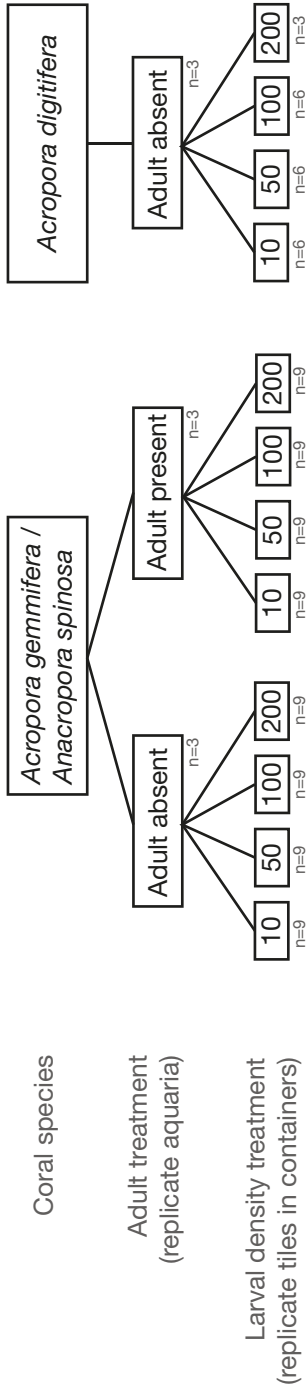 Coral species
Acropora gemmifera /
Anacropora spinosa
Acropora digitifera
Adult treatment
(replicate aquaria)
Adult absent
n=3
Adult present
n=3
Adult absent
n=3
Larval density treatment
(replicate tiles in containers)
10
50
100
200
10
50
100
200
10
50
100
200
n=9
n=9
n=9
n=9
n=9
n=9
n=9
n=9
n=6
n=6
n=6
n=3